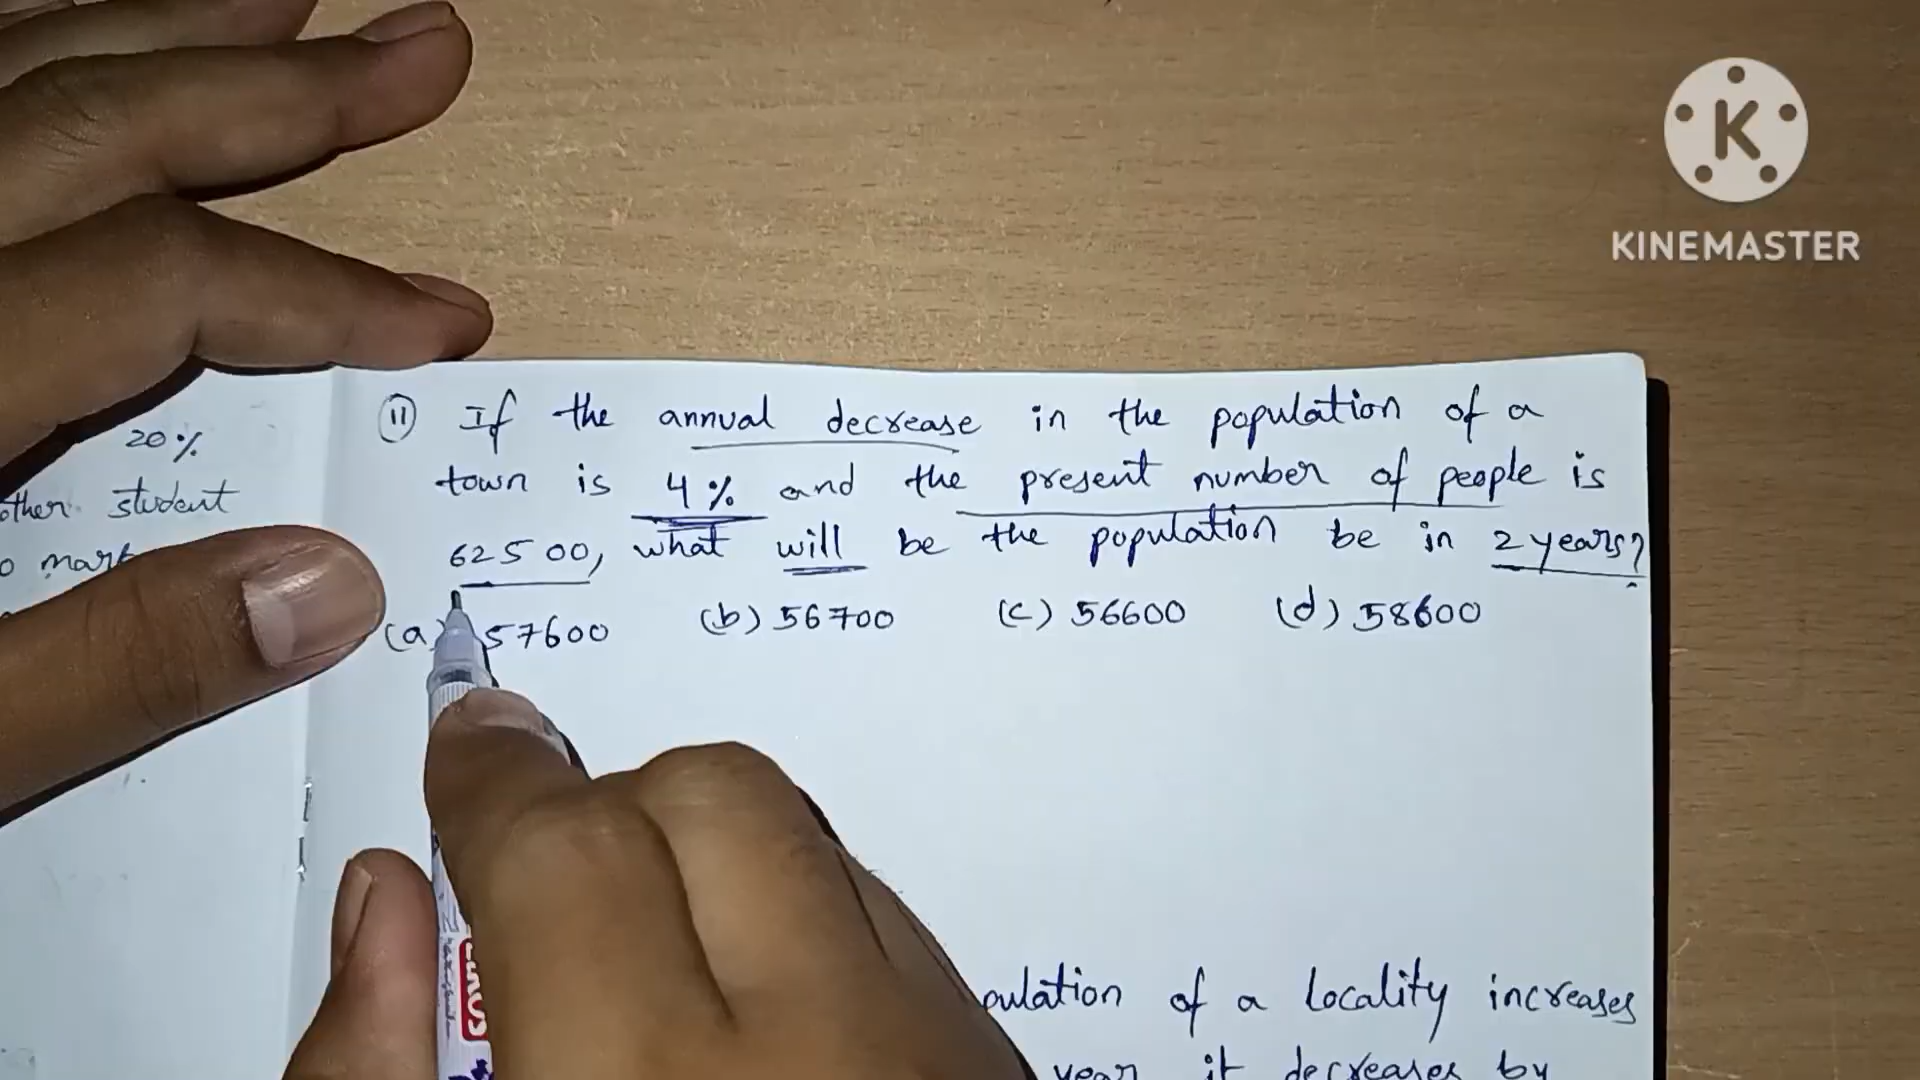 KINEMASTER
20%
other student
o mark
(11) If the annual decrease in the population of a
town is 4% and the present number of people is
62500, what will be the population be in 2 years?
(a) 57600 (b) 56700 (c) 56600 (d) 58600
pulation of a locality increases
year it decreases by